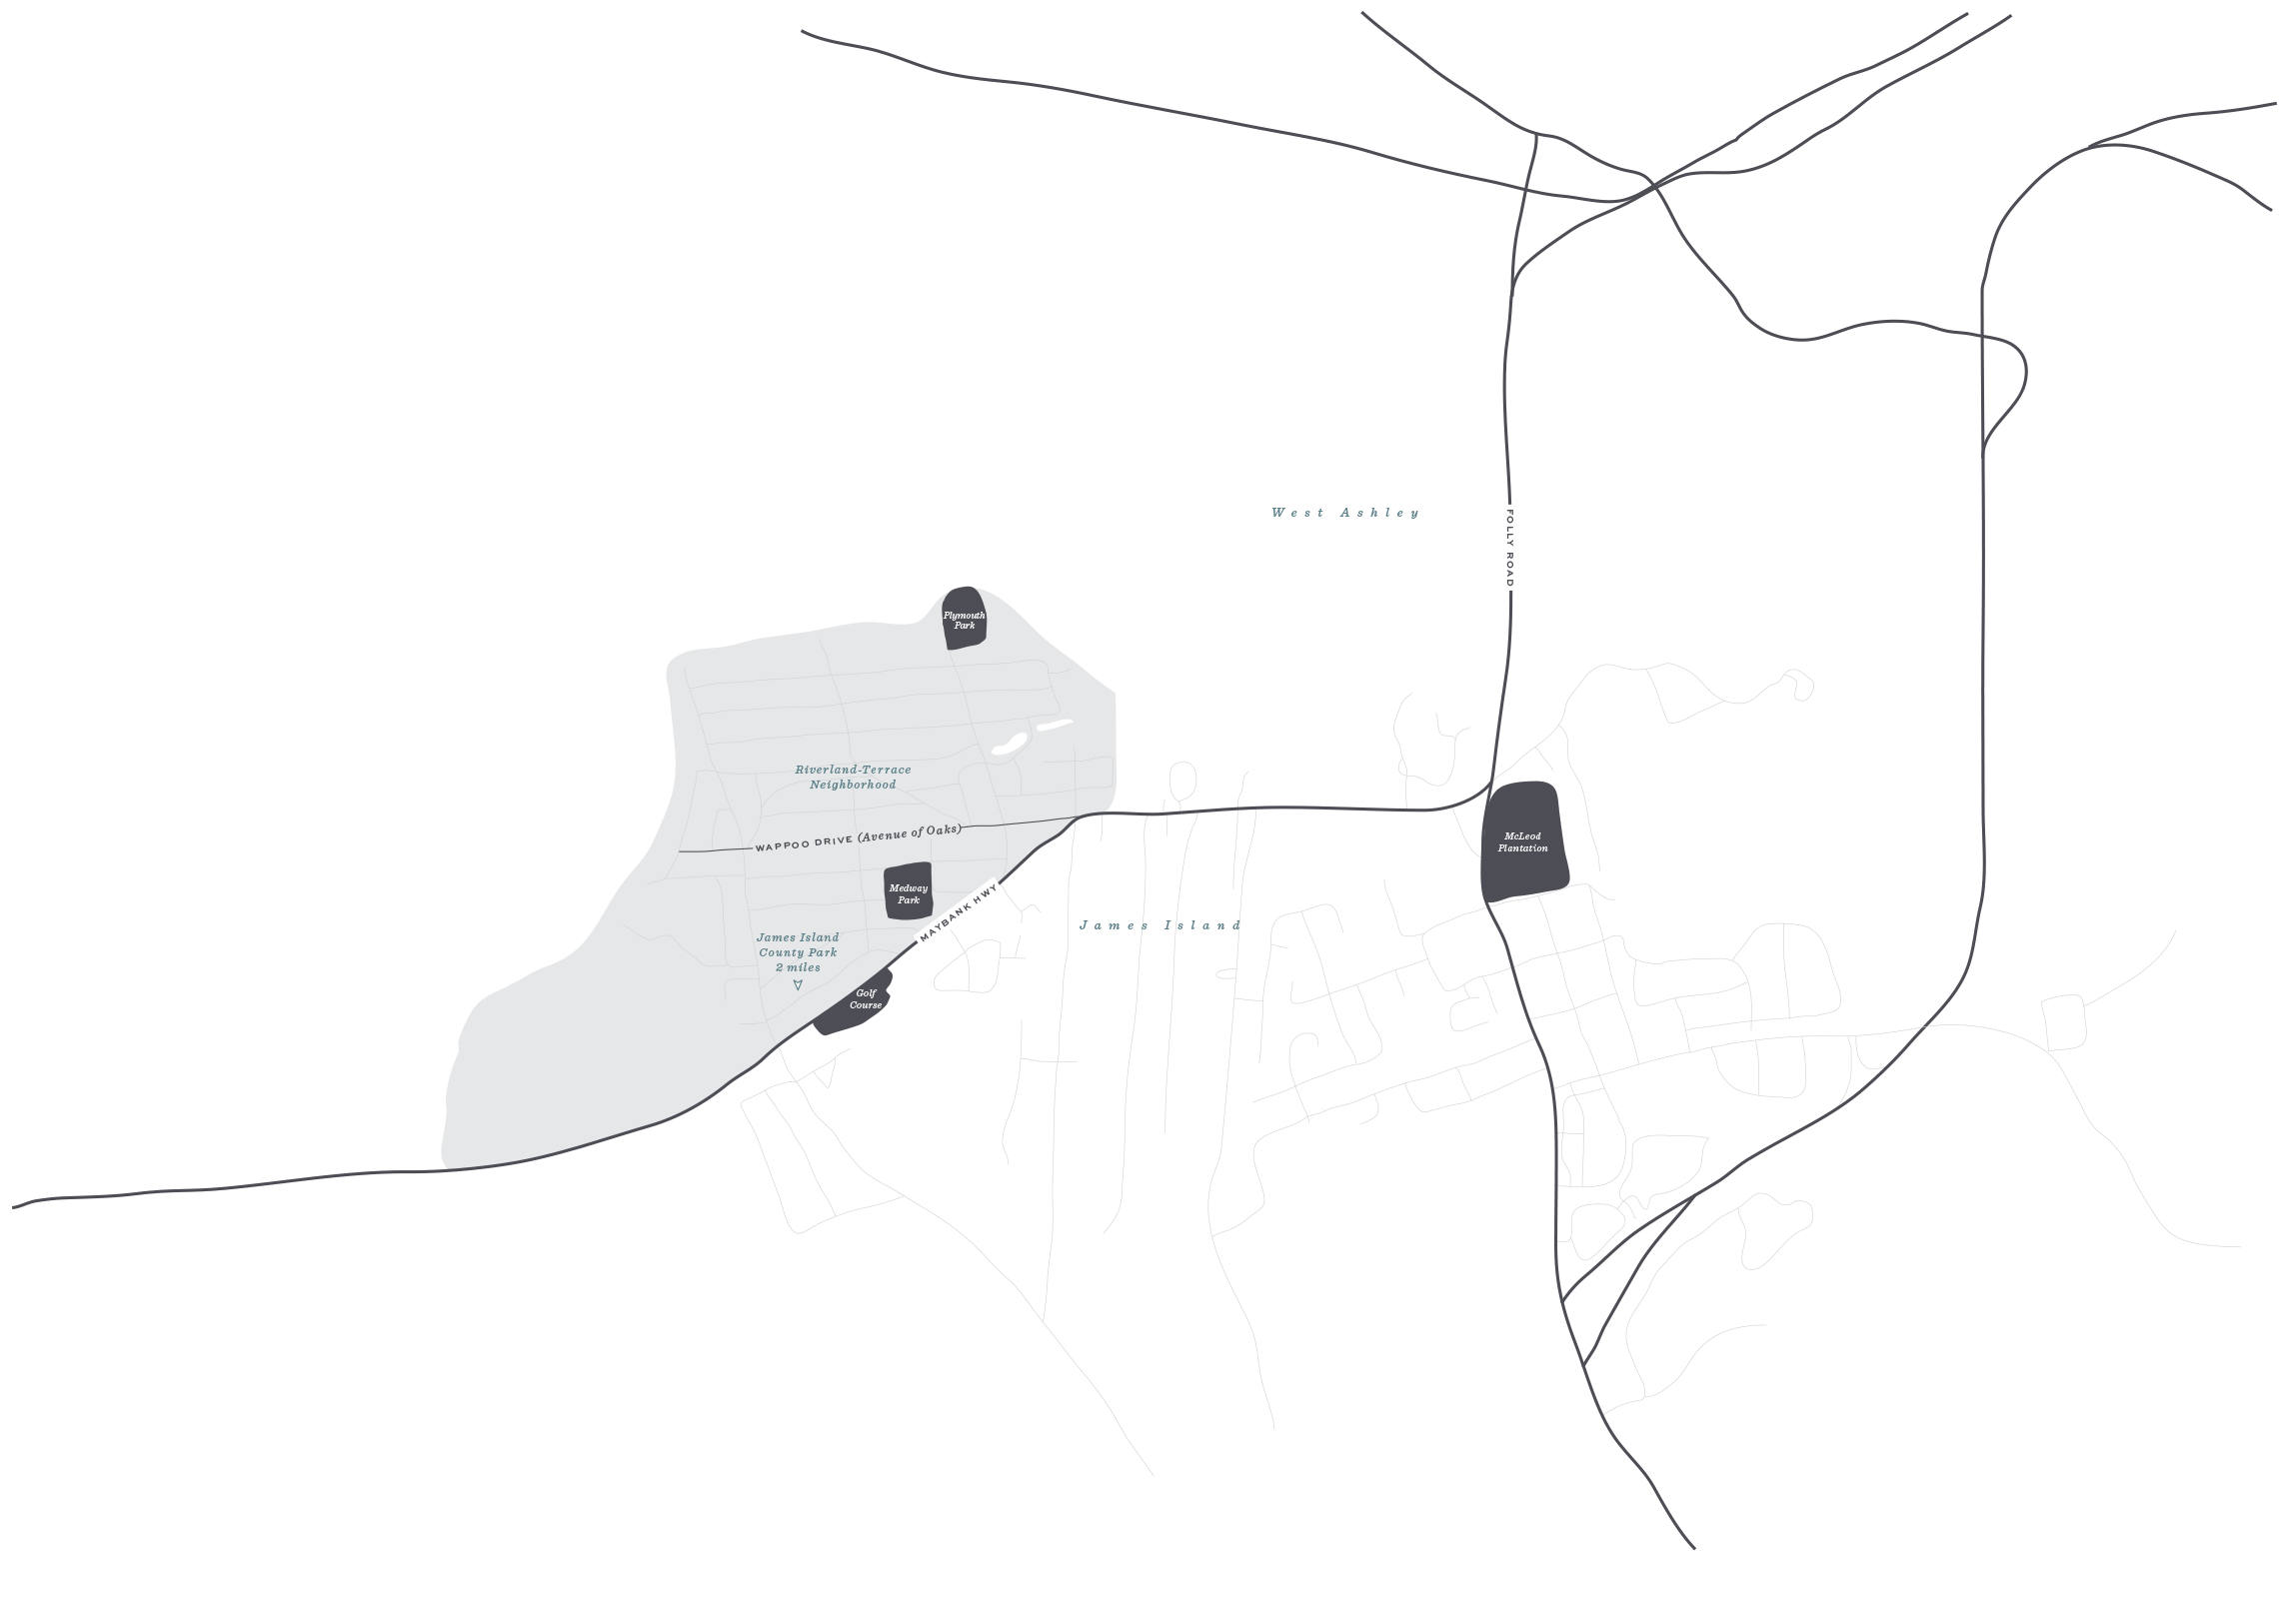 West Ashley
FOLLY ROAD
Plymouth
Park
Riverland-Terrace
Neighborhood
WAPPOO DRIVE (Avenue of Oaks)
McLeod
Plantation
Medway
Park
MAYBANK HWY
James Island
James Island
County Park
2 miles
Golf
Course